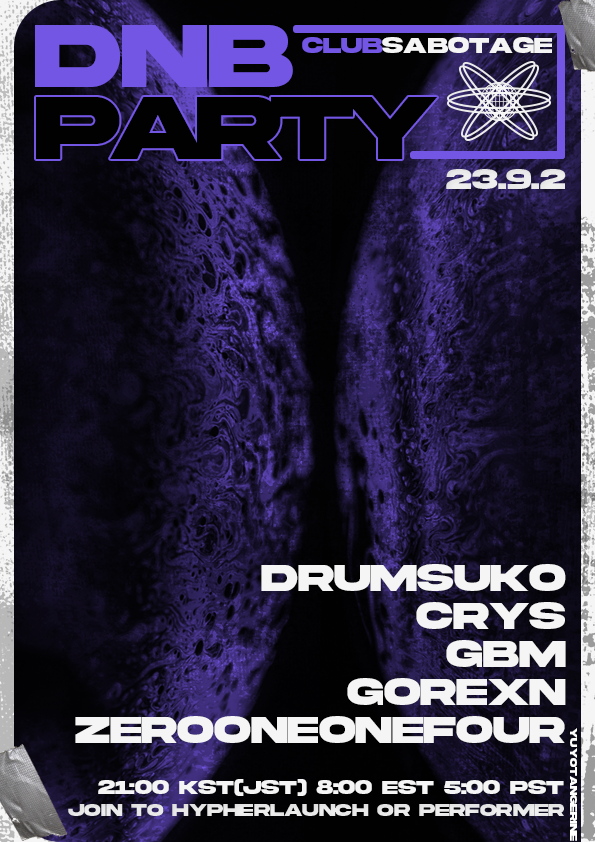 DNB
CLUBSABOTAGE
PARTY
23.9.2
DRUMSUKO
CRYS
GBM
GOREXN
ZEROONEONEFOUR
21:00 KST(JST) 8:00 EST 5:00 PST
JOIN TO HYPHERLAUNCH OR PERFORMER
YUYOTANGERINE